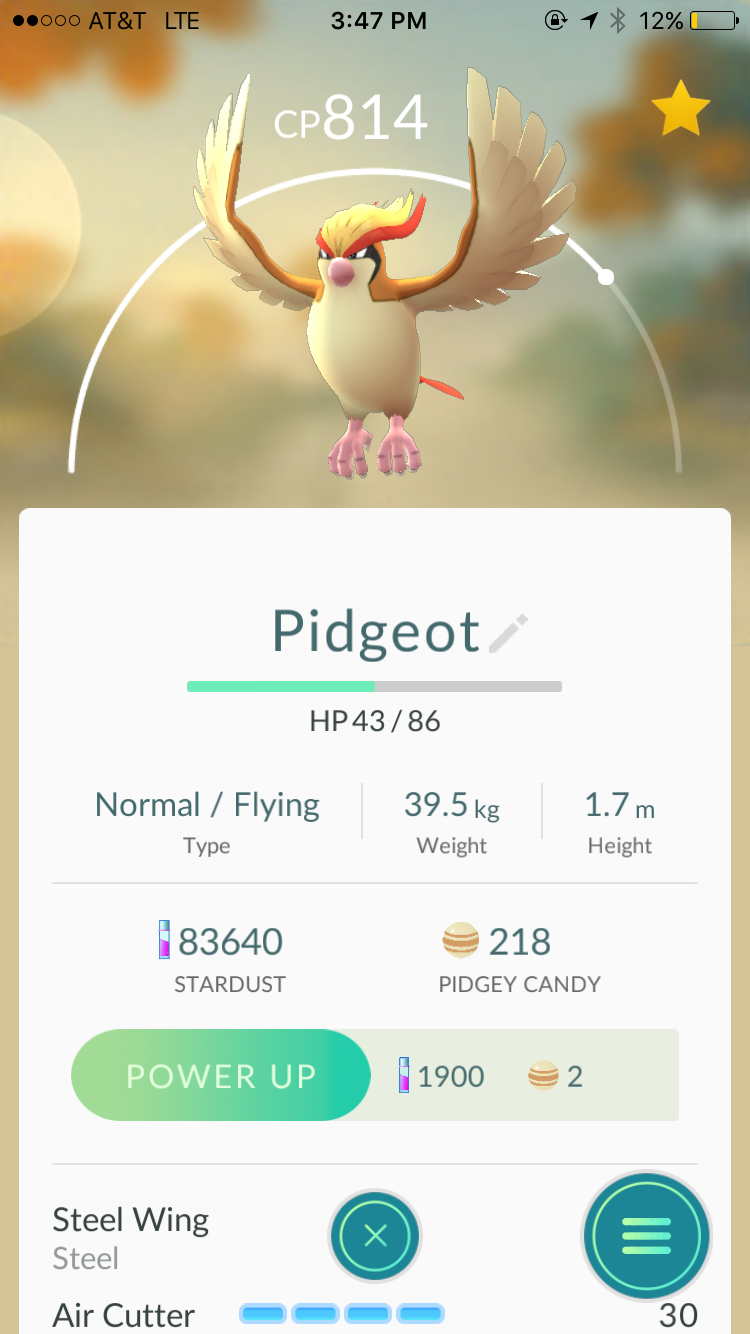 AT&T LTE 3:47 PM 12%
CP814
Pidgeot
HP 43 / 86
Normal / Flying 39.5 kg 1.7 m
Type Weight Height
83640 218
STARDUST PIDGEY CANDY
POWER UP 1900 2
Steel Wing
Steel
Air Cutter 30